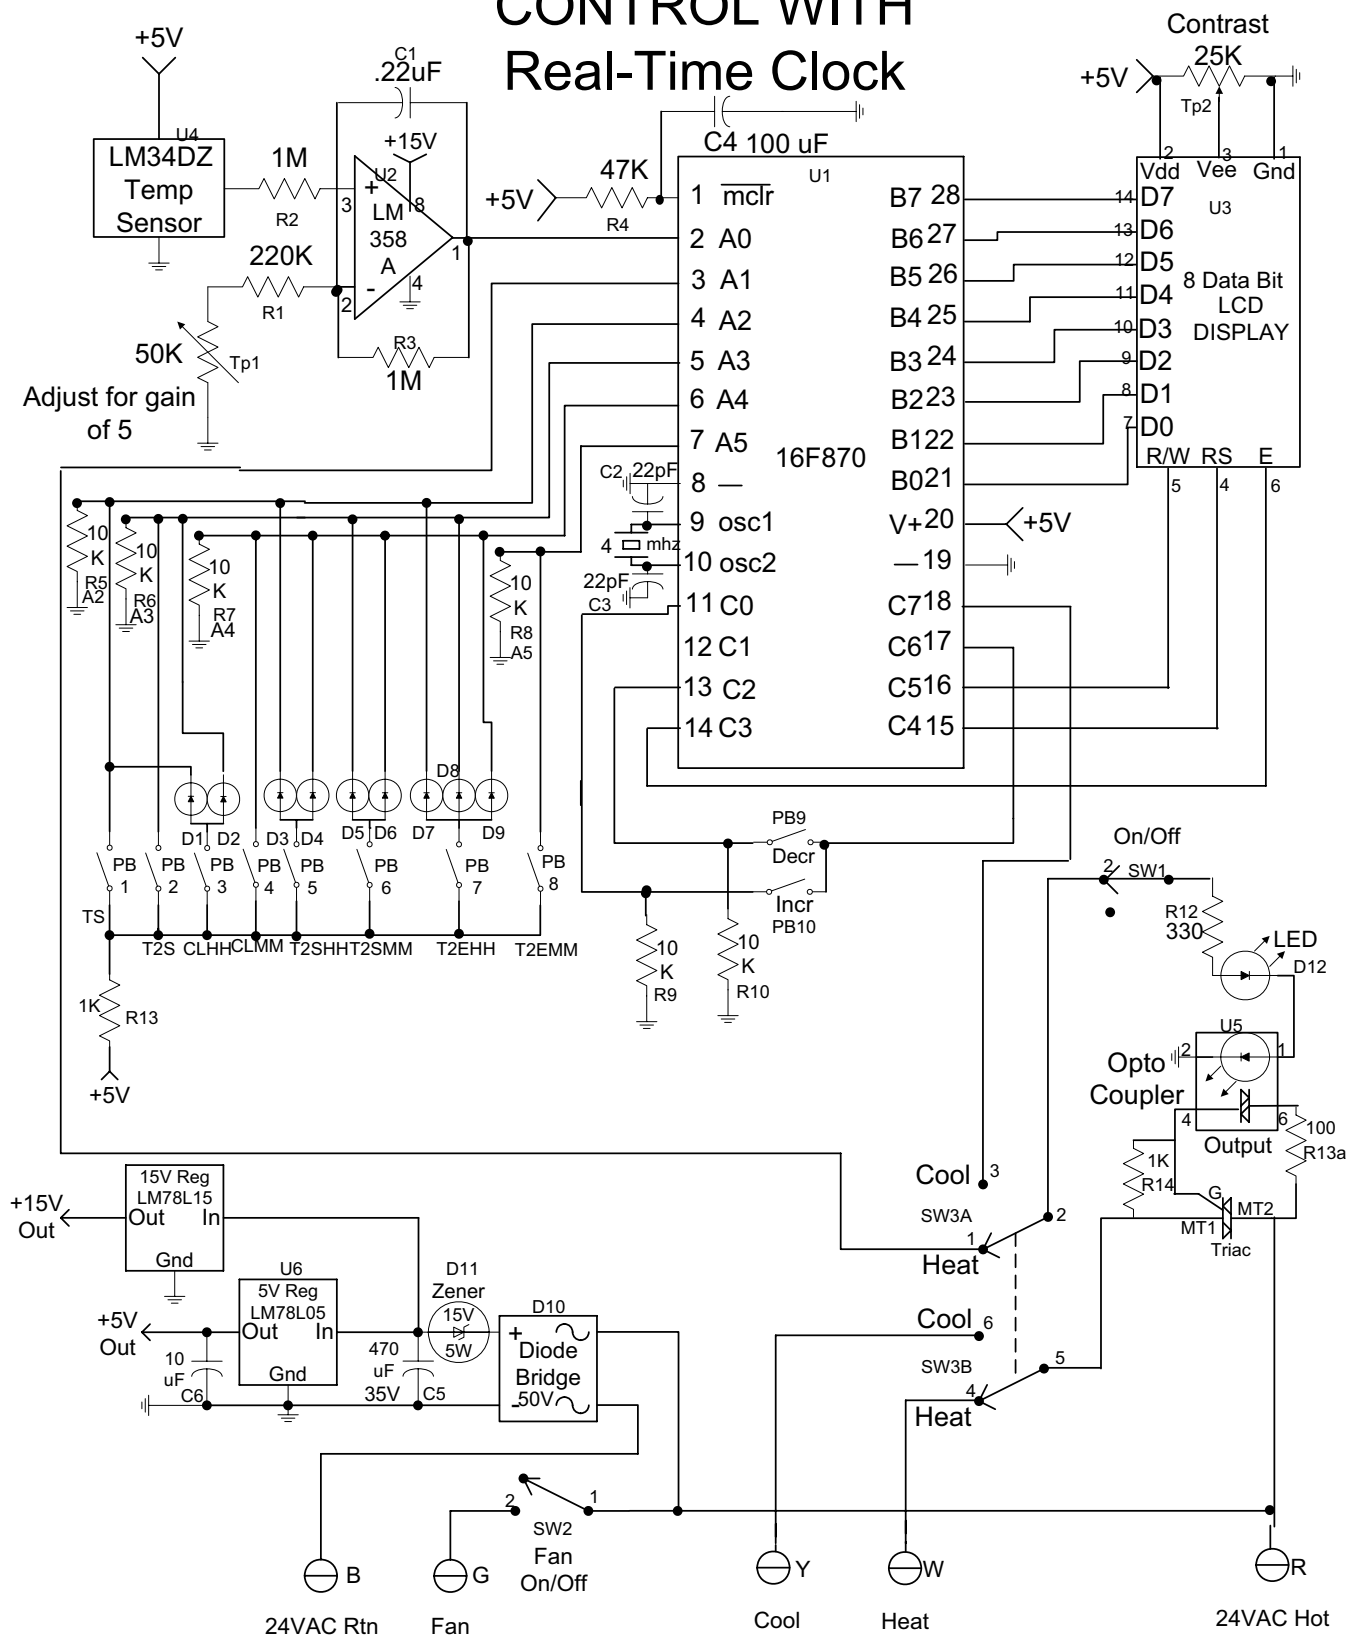 CONTROL WITH
Real-Time Clock
+5V
C1
.22uF
U4
LM34DZ
Temp
Sensor
1M
R2
220K
R1
50K
Tp1
Adjust for gain
of 5
+15V
U2
+
3
8
LM
358
A
1
4
-
2
R3
1M
C4 100 uF
47K
+5V
R4
U1
16F870
1 mclr
2 A0
3 A1
4 A2
5 A3
6 A4
7 A5
8 —
9 osc1
10 osc2
11 C0
12 C1
13 C2
14 C3
B7 28
B6 27
B5 26
B4 25
B3 24
B2 23
B1 22
B0 21
V+ 20
+5V
— 19
C7 18
C6 17
C5 16
C4 15
C2 22pF
4 mhz
22pF
C3
Contrast
25K
+5V
Tp2
2
3
1
Vdd
Vee
Gnd
U3
14 D7
13 D6
12 D5
11 D4
10 D3
9 D2
8 D1
7 D0
8 Data Bit
LCD
DISPLAY
R/W RS E
5 4 6
10
K
R5
A2
10
K
R6
A3
10
K
R7
A4
10
K
R8
A5
D1 D2
D3 D4
D5 D6
D7
D8
D9
PB
1
PB
2
PB
3
PB
4
PB
5
PB
6
PB
7
PB
8
TS
T2S
CLHH
CLMM
T2SHH
T2SMM
T2EHH
T2EMM
1K
R13
+5V
PB9
Decr
Incr
PB10
10
K
R9
10
K
R10
On/Off
2
SW1
R12
330
LED
D12
U5
2
1
Opto
Coupler
4
6
Output
100
R13a
1K
R14
G
MT2
MT1
Triac
Cool 3
SW3A
2
1
Heat
Cool 6
SW3B
5
4
Heat
15V Reg
LM78L15
+15V
Out
Out In
Gnd
U6
5V Reg
LM78L05
+5V
Out
Out In
Gnd
10
uF
C6
470
uF
35V
C5
D11
Zener
15V
5W
D10
+
Diode
Bridge
-
50V
2
1
SW2
Fan
On/Off
B
G
Y
W
R
24VAC Rtn
Fan
Cool
Heat
24VAC Hot